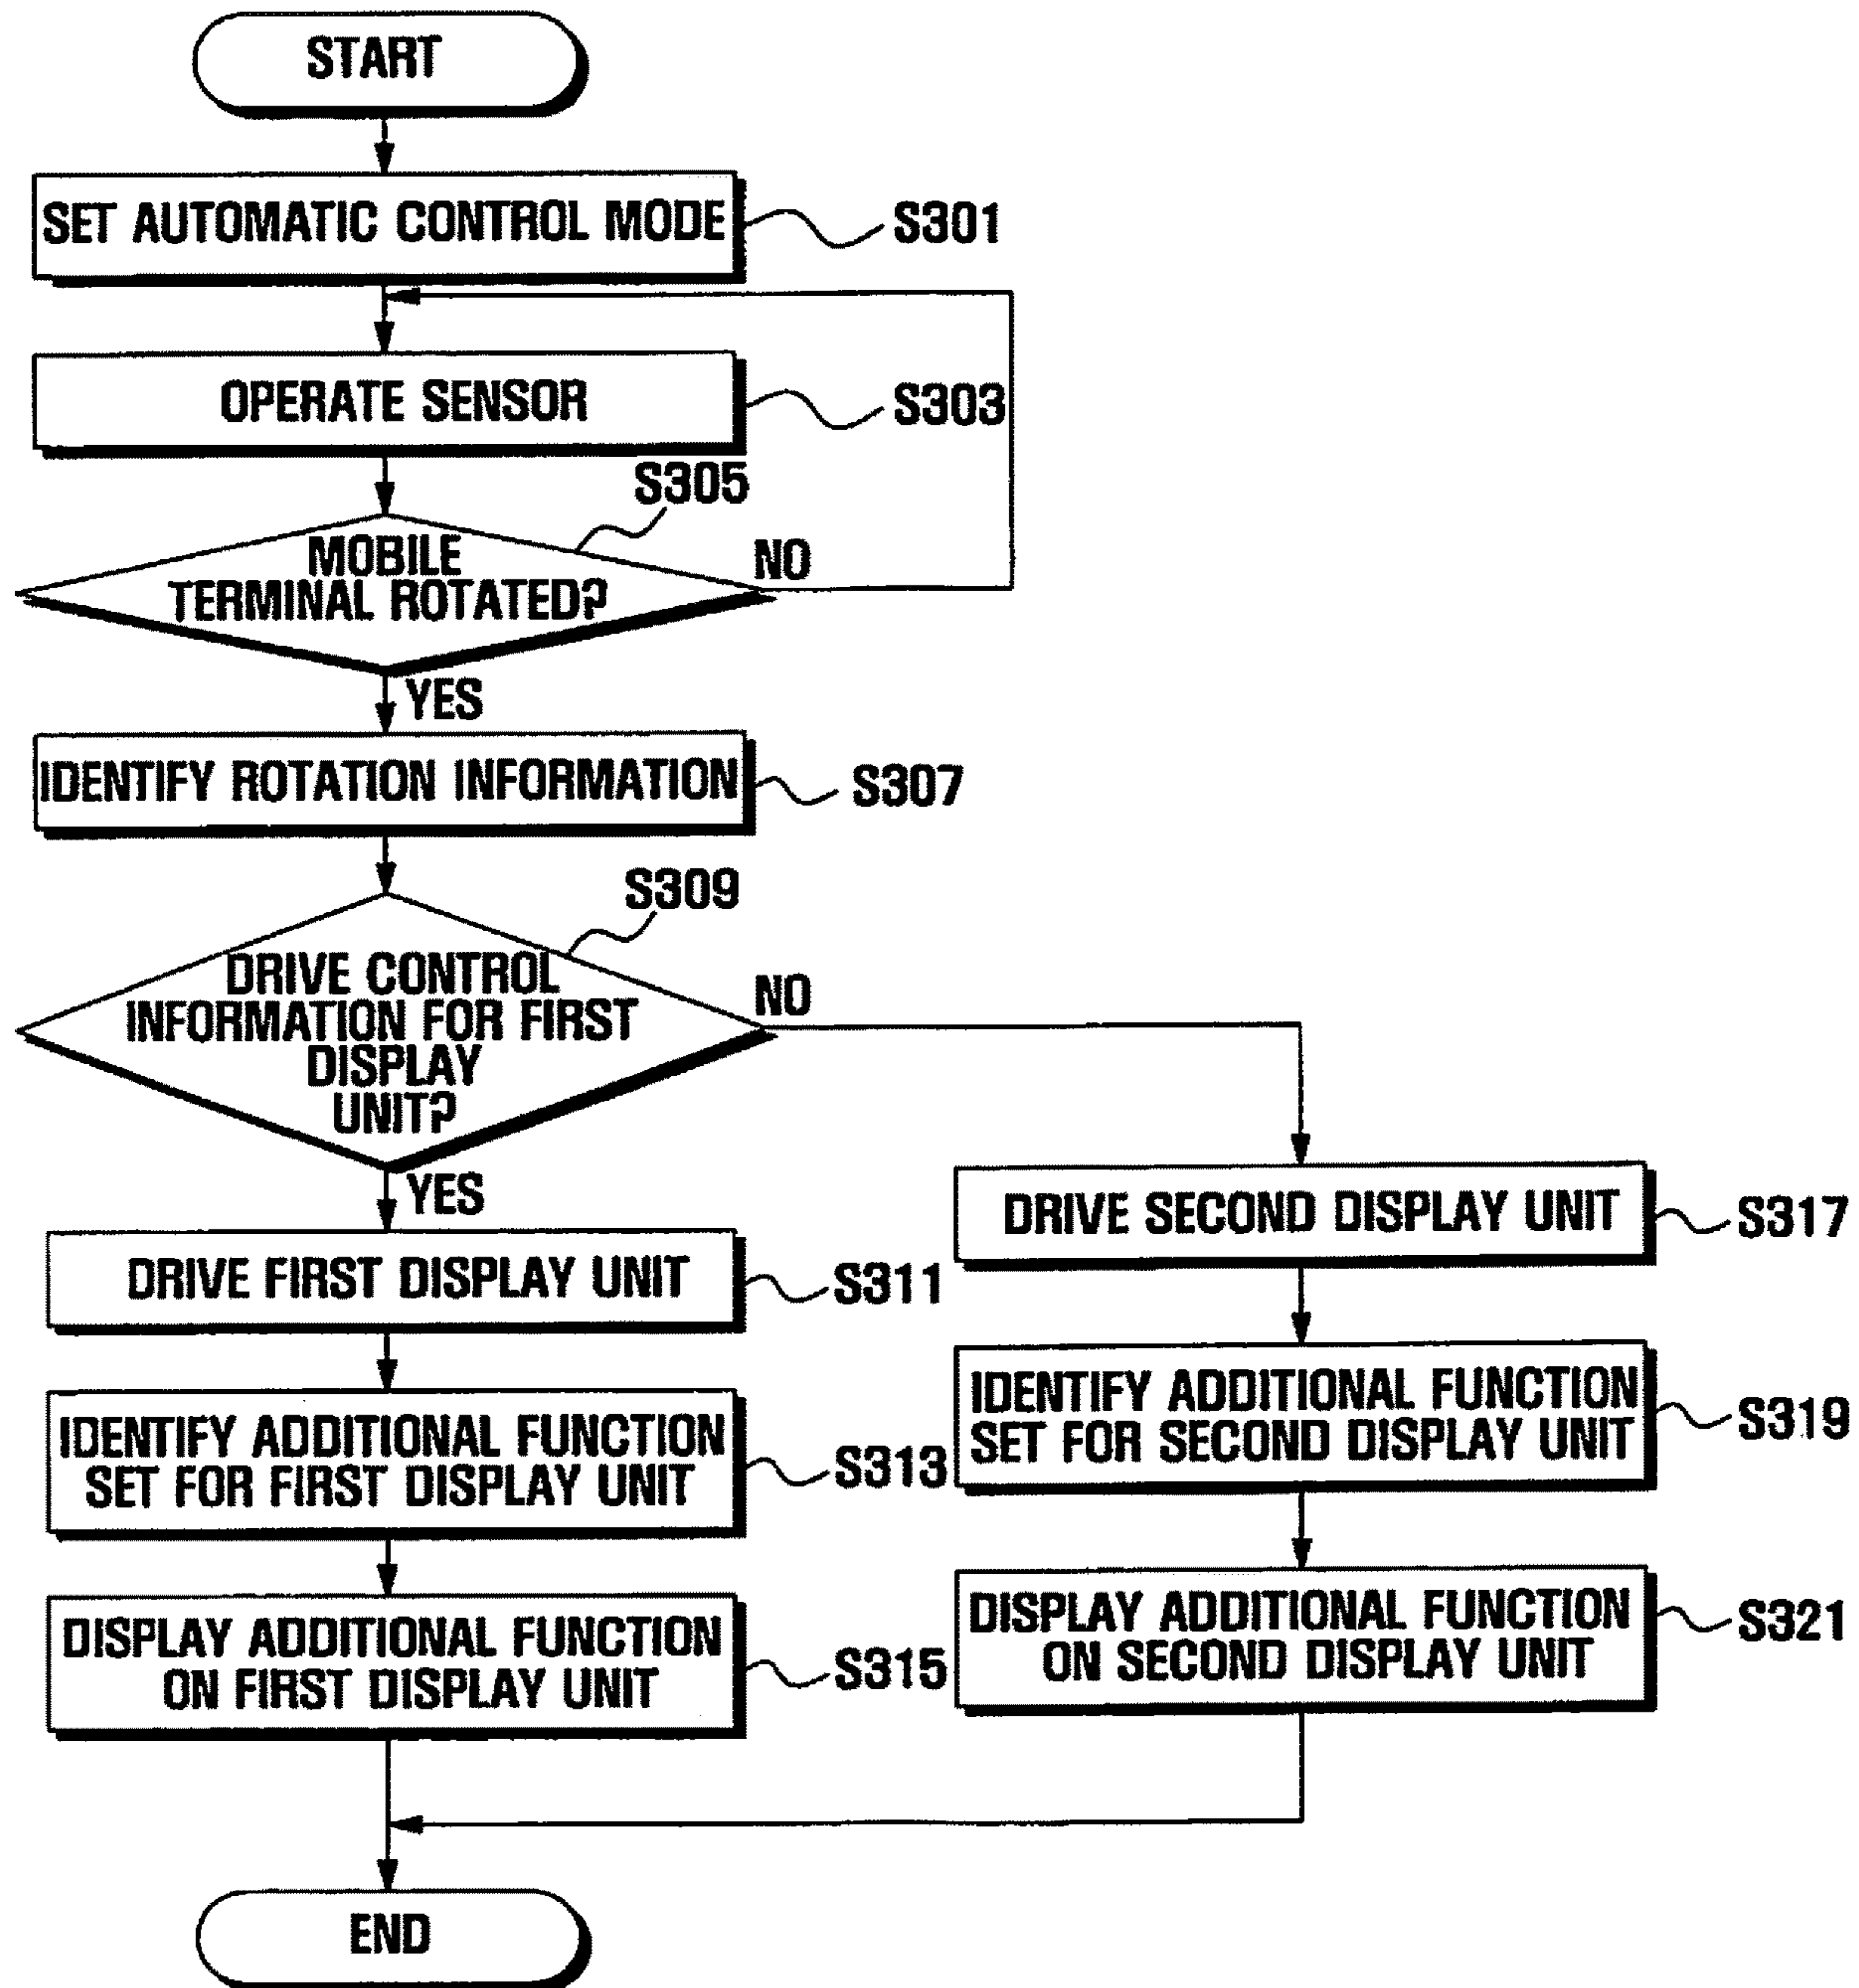 START
SET AUTOMATIC CONTROL MODE
S301
OPERATE SENSOR
S303
S305
MOBILE
TERMINAL ROTATED?
NO
YES
IDENTIFY ROTATION INFORMATION
S307
S309
DRIVE CONTROL
INFORMATION FOR FIRST
DISPLAY
UNIT?
NO
YES
DRIVE FIRST DISPLAY UNIT
S311
IDENTIFY ADDITIONAL FUNCTION
SET FOR FIRST DISPLAY UNIT
S313
DISPLAY ADDITIONAL FUNCTION
ON FIRST DISPLAY UNIT
S315
DRIVE SECOND DISPLAY UNIT
S317
IDENTIFY ADDITIONAL FUNCTION
SET FOR SECOND DISPLAY UNIT
S319
DISPLAY ADDITIONAL FUNCTION
ON SECOND DISPLAY UNIT
S321
END